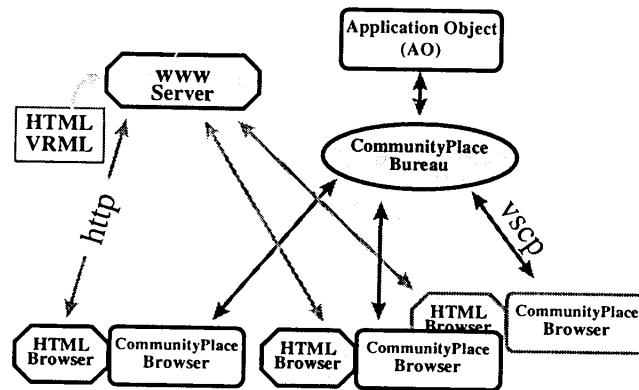 Application Object
(AO)
WWW
Server
HTML
VRML
CommunityPlace
Bureau
http
vscp
HTML
Browser
CommunityPlace
Browser
HTML
Browser
CommunityPlace
Browser
HTML
Browser
CommunityPlace
Browser